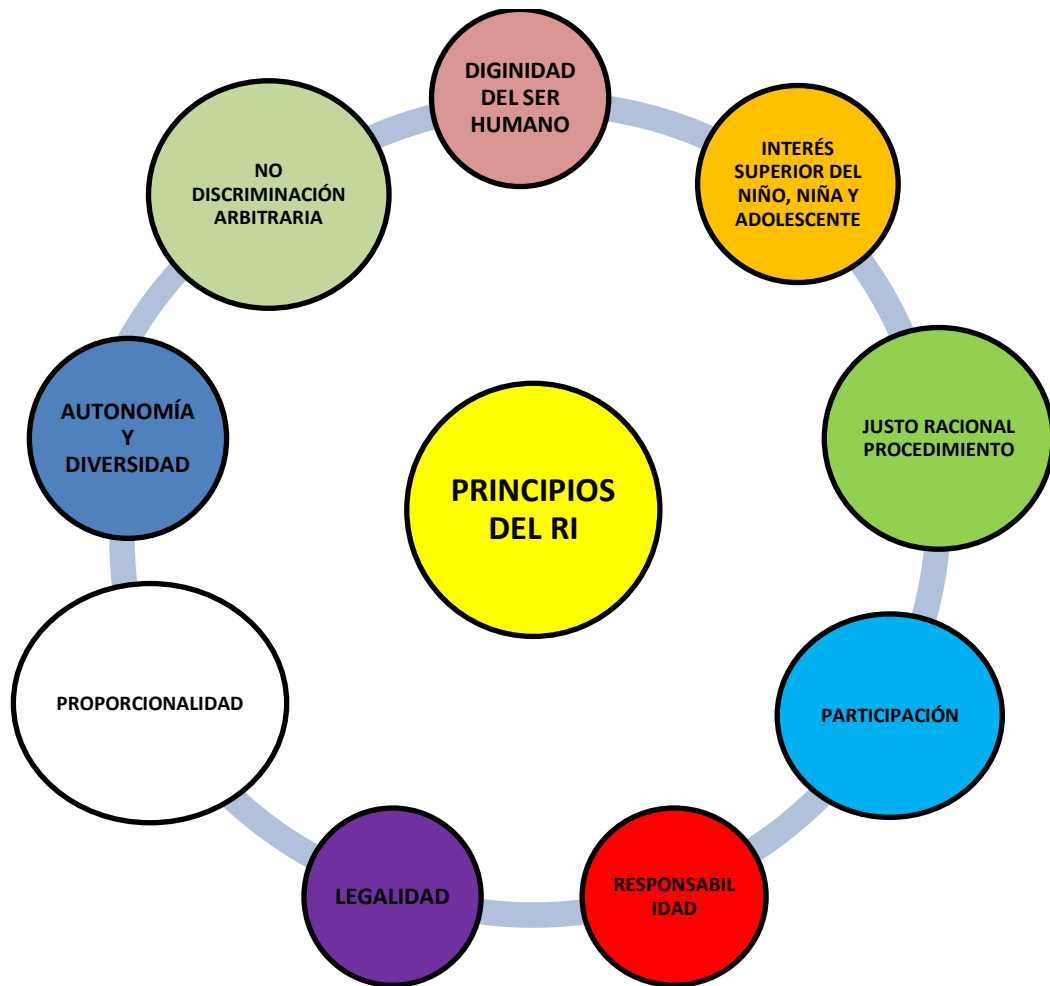 DIGINIDAD
DEL SER
HUMANO
INTERÉS
SUPERIOR DEL
NIÑO, NIÑA Y
ADOLESCENTE
NO
DISCRIMINACIÓN
ARBITRARIA
JUSTO RACIONAL
PROCEDIMIENTO
AUTONOMÍA
Y
DIVERSIDAD
PRINCIPIOS
DEL RI
PROPORCIONALIDAD
PARTICIPACIÓN
LEGALIDAD
RESPONSABIL
IDAD